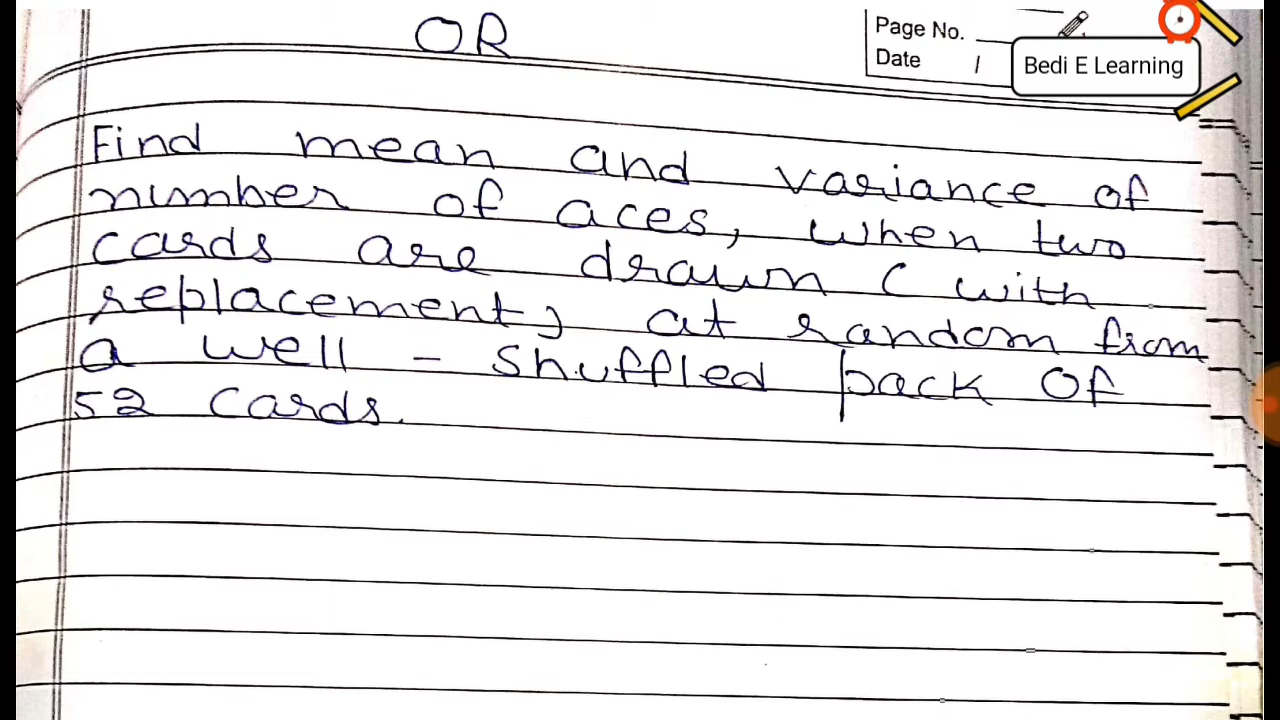 OR
Page No.
Date /
Bedi E Learning
Find mean and variance of
number of aces, when two
cards are drawn (with
replacement) at random from
a well - shuffled pack of
52 cards.